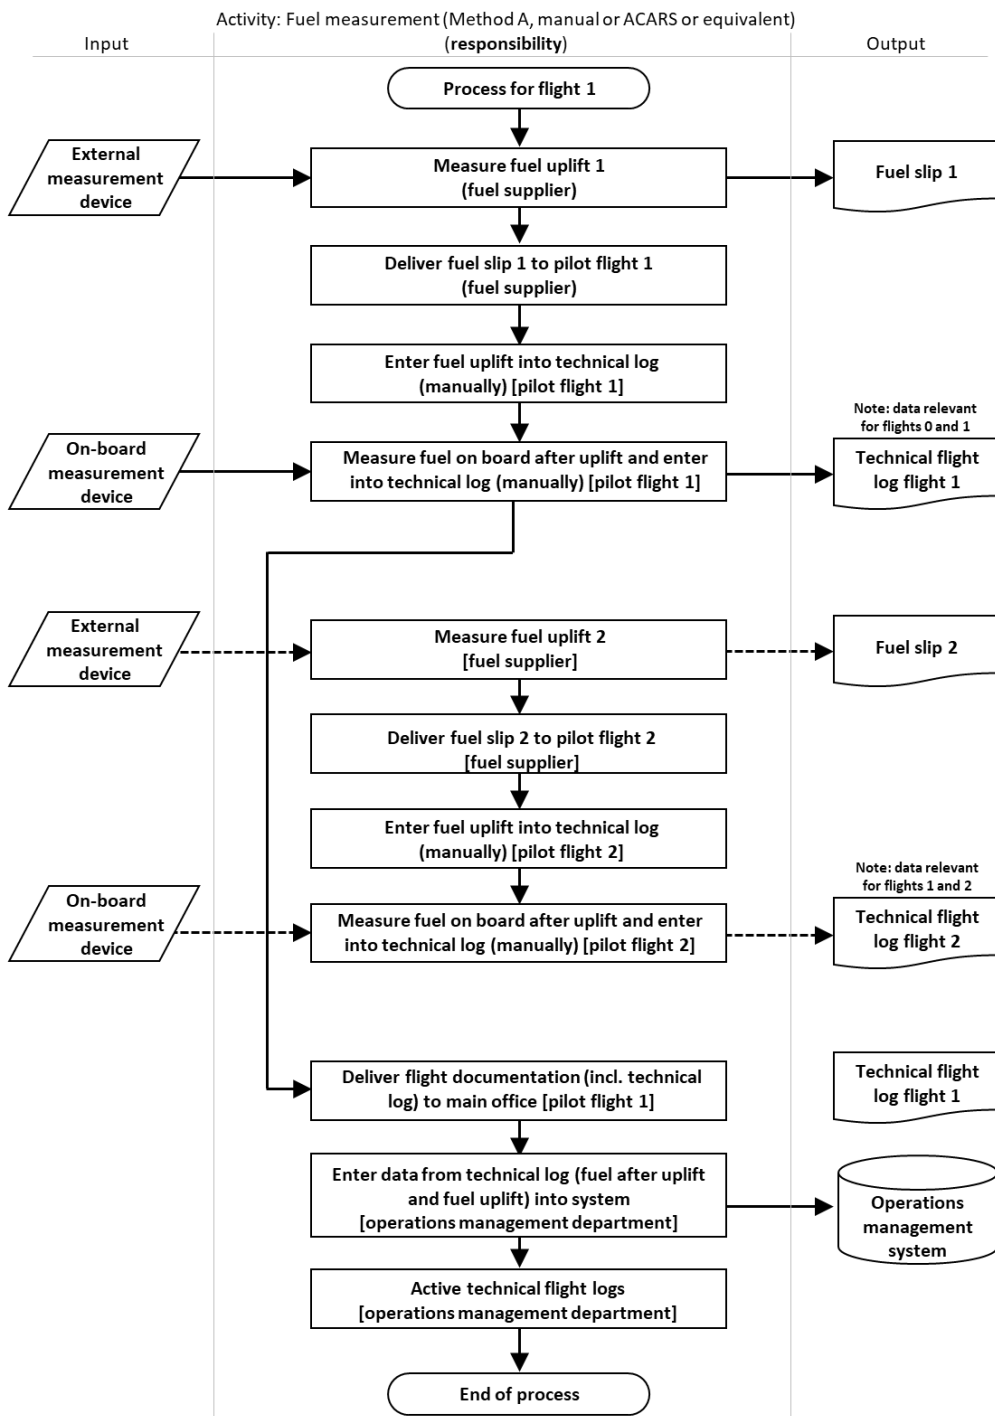 Activity: Fuel measurement (Method A, manual or ACARS or equivalent)
Input
(responsibility)
Output
Process for flight 1
External
measurement
device
Measure fuel uplift 1
(fuel supplier)
Fuel slip 1
Deliver fuel slip 1 to pilot flight 1
(fuel supplier)
Enter fuel uplift into technical log
(manually) [pilot flight 1]
Note: data relevant
for flights 0 and 1
On-board
measurement
device
Measure fuel on board after uplift and enter
into technical log (manually) [pilot flight 1]
Technical flight
log flight 1
External
measurement
device
Measure fuel uplift 2
[fuel supplier]
Fuel slip 2
Deliver fuel slip 2 to pilot flight 2
[fuel supplier]
Enter fuel uplift into technical log
(manually) [pilot flight 2]
Note: data relevant
for flights 1 and 2
On-board
measurement
device
Measure fuel on board after uplift and enter
into technical log (manually) [pilot flight 2]
Technical flight
log flight 2
Deliver flight documentation (incl. technical
log) to main office [pilot flight 1]
Technical flight
log flight 1
Enter data from technical log (fuel after uplift
and fuel uplift) into system
[operations management department]
Operations
management
system
Active technical flight logs
[operations management department]
End of process